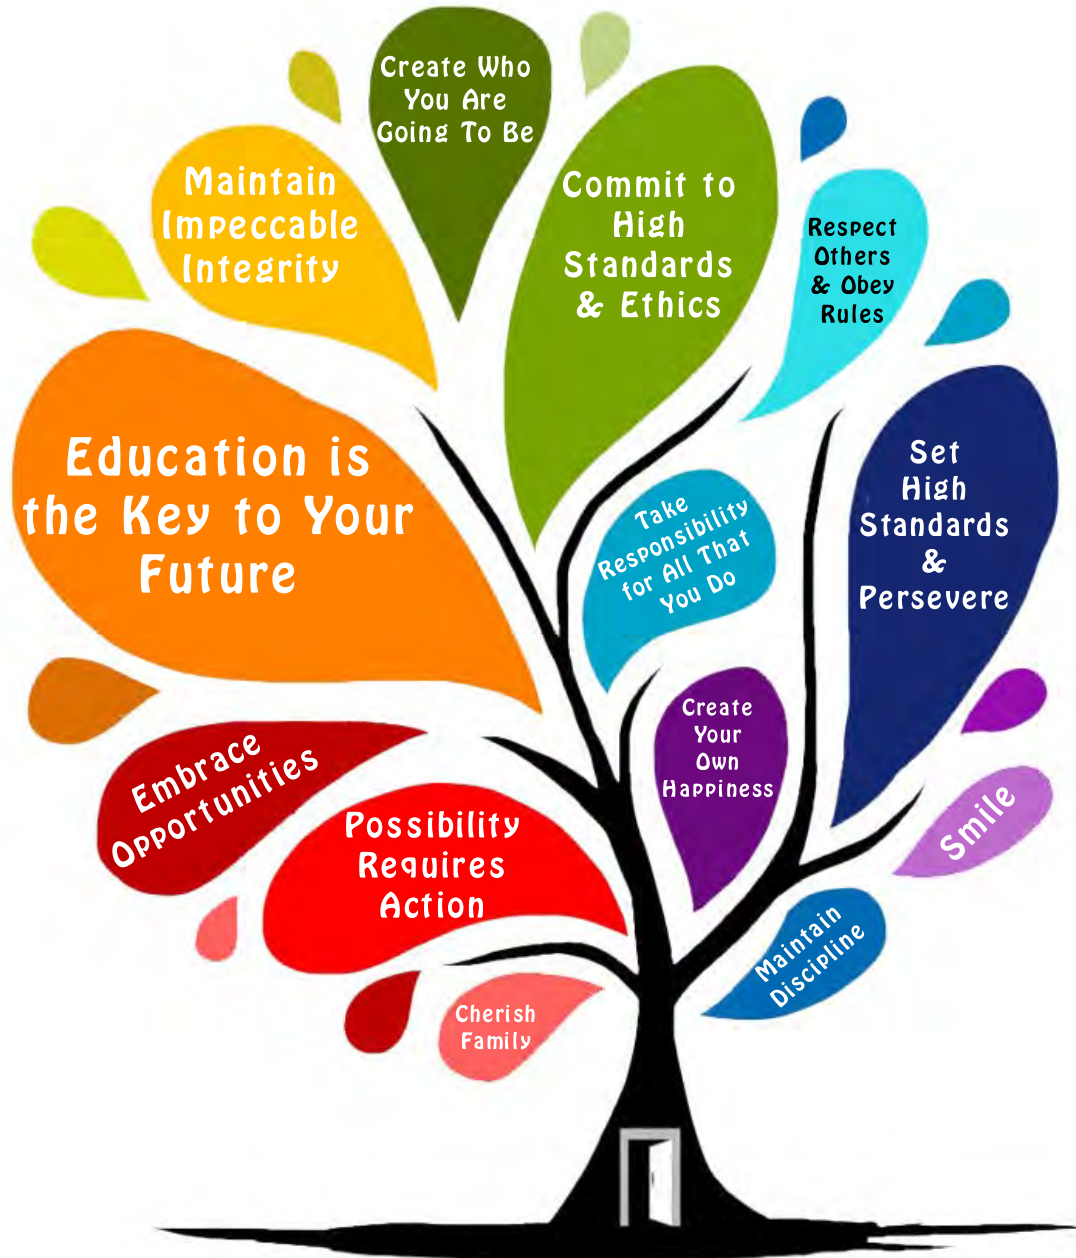 Create Who
You Are
Going To Be
Maintain
Impeccable
Integrity
Commit to
High
Standards
& Ethics
Respect
Others
& Obey
Rules
Education is
the Key to Your
Future
Take
Responsibility
for All That
You Do
Set
High
Standards
&
Persevere
Create
Your
Own
Happiness
Embrace
Opportunities
Possibility
Requires
Action
Smile
Maintain
Discipline
Cherish
Family